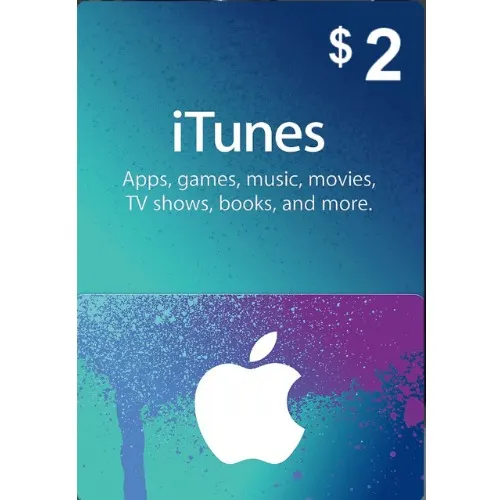 $ 2
iTunes
Apps, games, music, movies,
TV shows, books, and more.